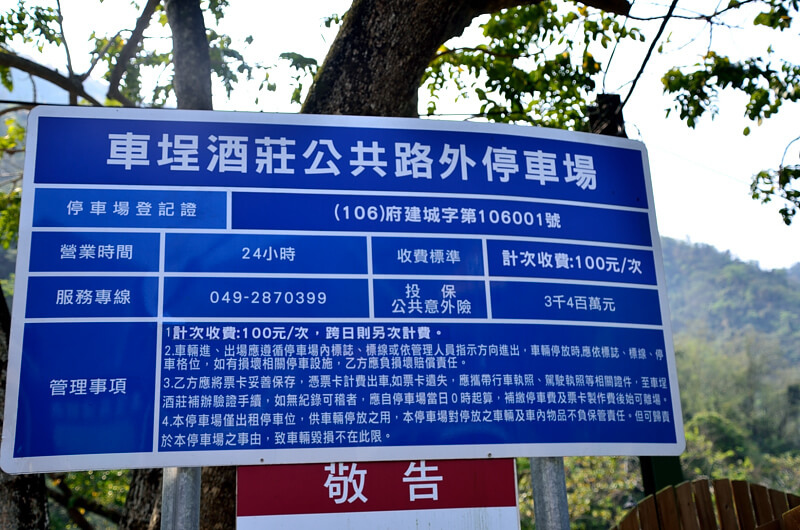 車埕酒莊公共路外停車場
停車場登記證
(106)府建城字第106001號
營業時間
24小時
收費標準
計次收費:100元/次
服務專線
049-2870399
投保
公共意外險
3千4百萬元
管理事項
1計次收費:100元/次，跨日則另次計費。
2.車輛進、出場應遵循停車場內標誌、標線或依管理人員指示方向進出，車輛停放時,應依標誌、標線、停
車格位，如有損壞相關停車設施，乙方應負損壞賠償責任。
3.乙方應將票卡妥善保存，憑票卡計費出車,如票卡遺失，應攜帶行車執照、駕駛執照等相關證件，至車埕
酒莊補辦驗證手續，如無紀錄可稽者，應自停車場當日0時起算，補繳停車費及票卡製作費後始可離場。
4.本停車場僅出租停車位，供車輛停放之用，本停車場對停放之車輛及車內物品不負保管責任。但可歸責
於本停車場之事由，致車輛毀損不在此限。
敬告